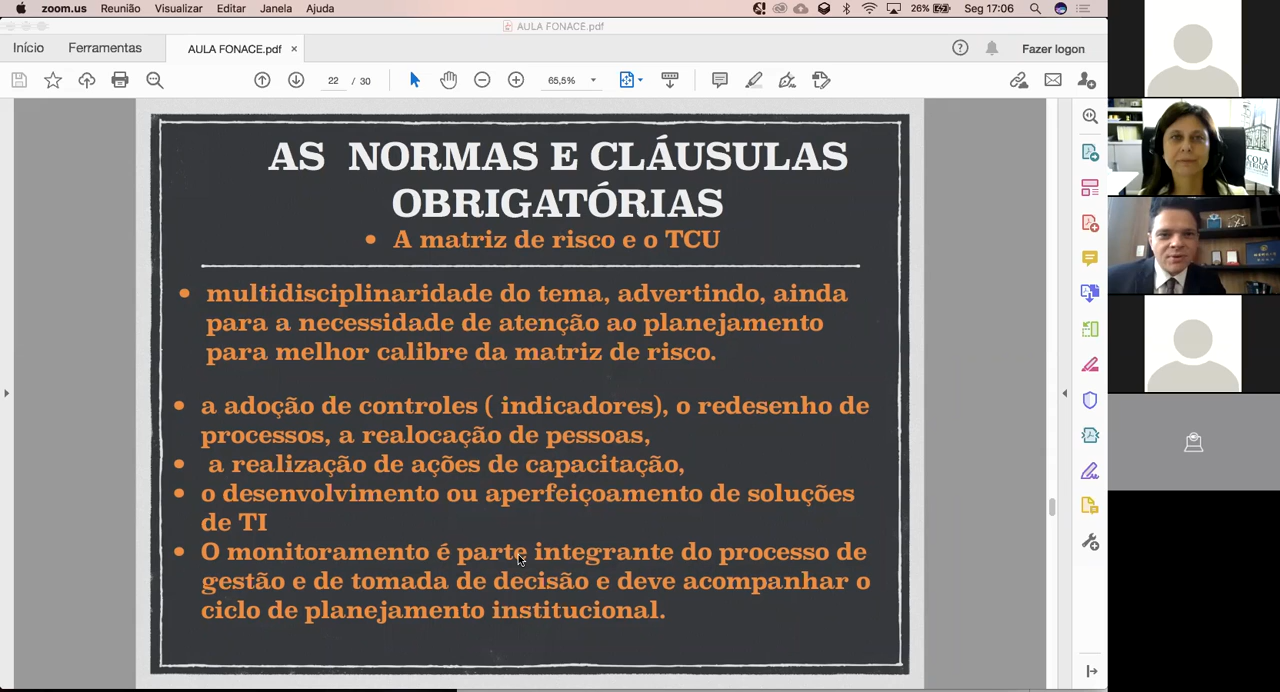 zoom.us Reunião Visualizar Editar Janela Ajuda 26% Seg 17:06
AULA FONACE.pdf
Início Ferramentas AULA FONACE.pdf × Fazer logon
22 / 30 65,5%
AS NORMAS E CLÁUSULAS
OBRIGATÓRIAS
• A matriz de risco e o TCU
• multidisciplinaridade do tema, advertindo, ainda
para a necessidade de atenção ao planejamento
para melhor calibre da matriz de risco.
• a adoção de controles ( indicadores), o redesenho de
processos, a realocação de pessoas,
• a realização de ações de capacitação,
• o desenvolvimento ou aperfeiçoamento de soluções
de TI
• O monitoramento é parte integrante do processo de
gestão e de tomada de decisão e deve acompanhar o
ciclo de planejamento institucional.